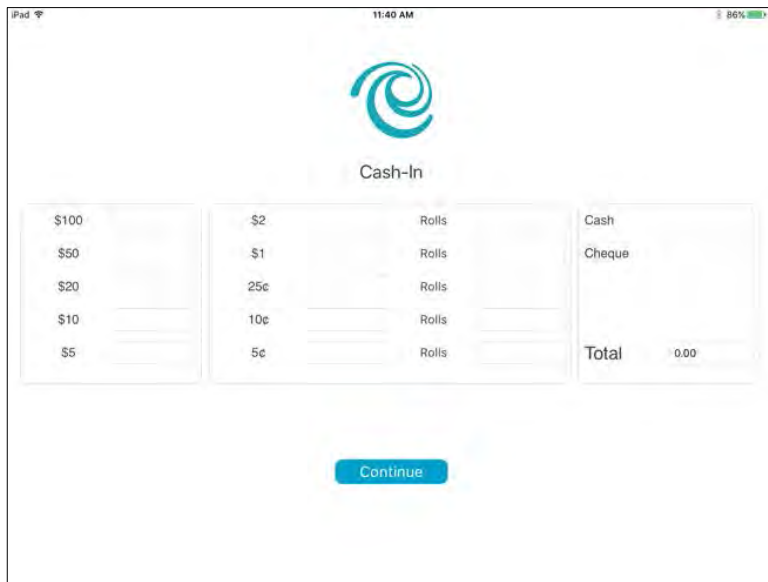 iPad 11:40 AM 86%
Cash-In
$100 $2 Rolls Cash
$50 $1 Rolls Cheque
$20 25¢ Rolls
$10 10¢ Rolls
$5 5¢ Rolls Total 0.00
Continue